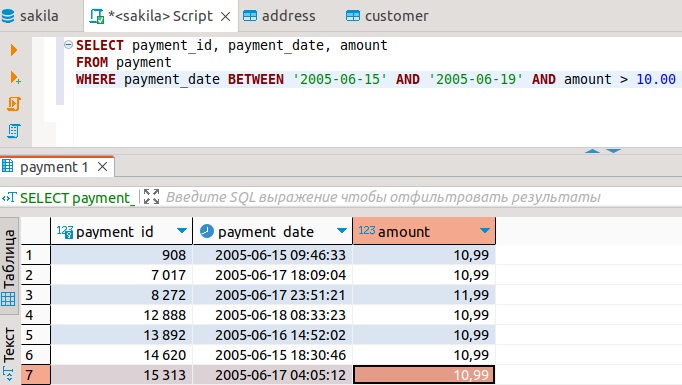 sakila *<sakila> Script address customer
SELECT payment_id, payment_date, amount
FROM payment
WHERE payment_date BETWEEN '2005-06-15' AND '2005-06-19' AND amount > 10.00
payment 1
SELECT payment_ Введите SQL выражение чтобы отфильтровать результаты
Таблица
Текст
123 payment_id payment_date 123 amount
1 908 2005-06-15 09:46:33 10,99
2 7 017 2005-06-17 18:09:04 10,99
3 8 272 2005-06-17 23:51:21 11,99
4 12 888 2005-06-18 08:33:23 10,99
5 13 892 2005-06-16 14:52:02 10,99
6 14 620 2005-06-15 18:30:46 10,99
7 15 313 2005-06-17 04:05:12 10,99